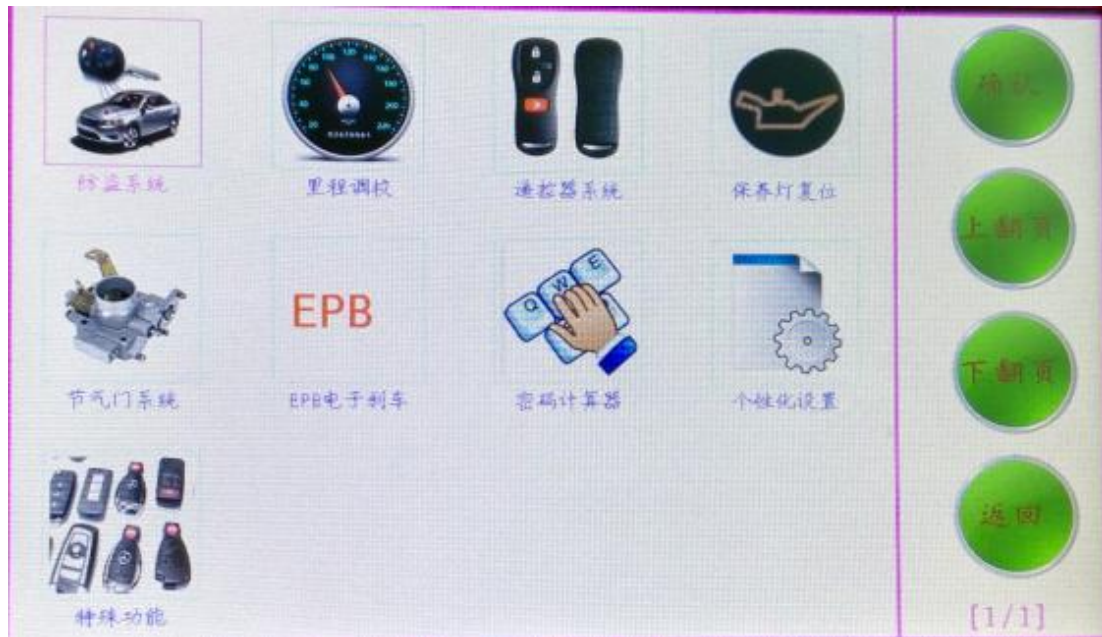 防盗系统
里程调校
遥控器系统
保养灯复位
节气门系统
EPB
EPB电子刹车
Q W E
密码计算器
个性化设置
特殊功能
确认
上翻页
下翻页
返回
[1/1]